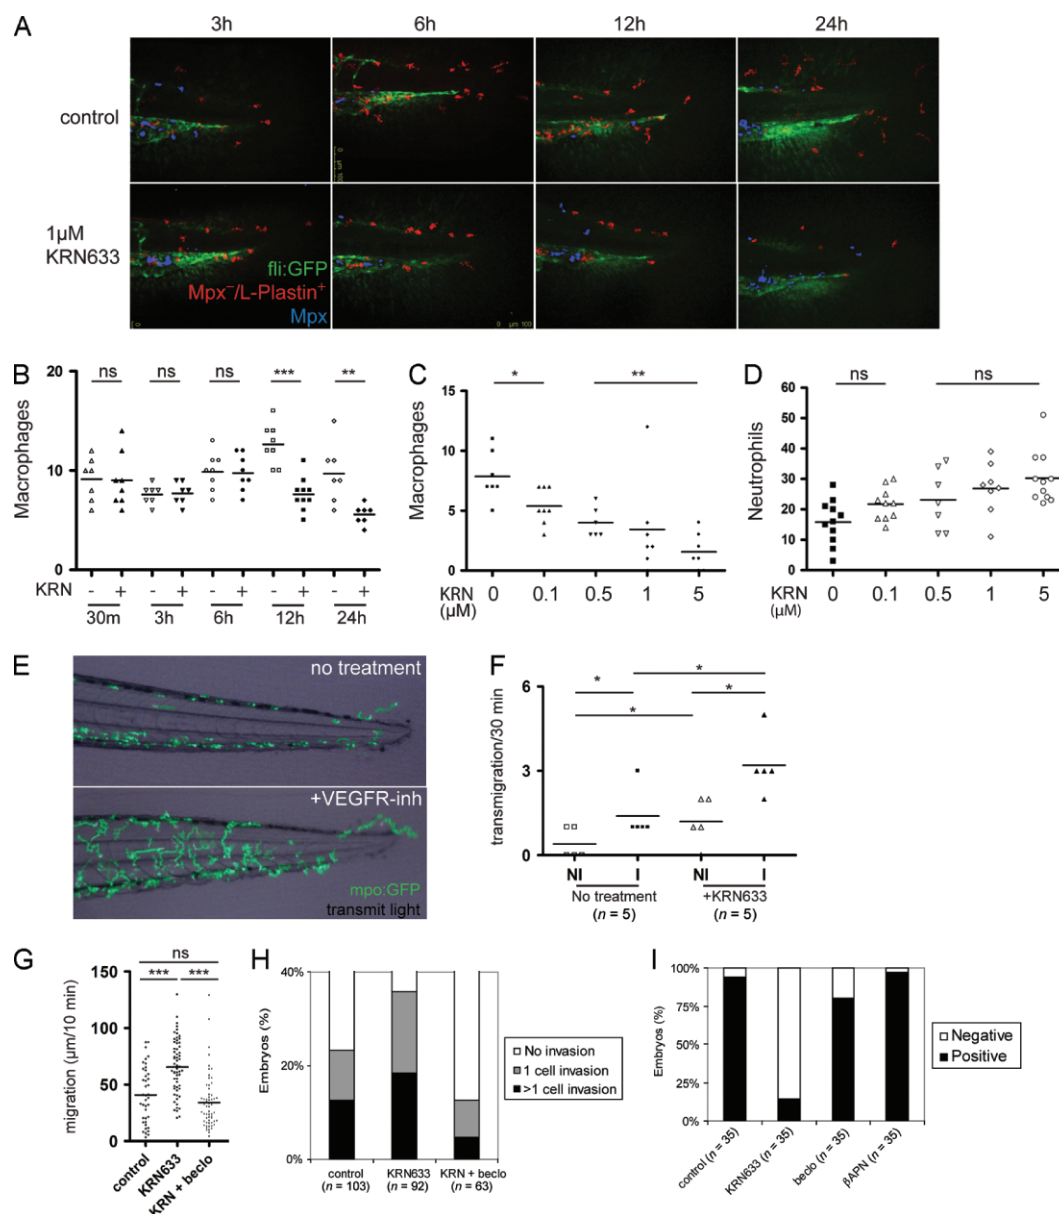 A
3h 6h 12h 24h
control
1µM
KRN633
fli:GFP
Mpx⁻/L-Plastin⁺
Mpx
0 µm 100
B
ns ns ns *** **
20
10
0
Macrophages
KRN - + - + - + - + - +
30m 3h 6h 12h 24h
C
* **
15
10
5
0
Macrophages
KRN 0 0.1 0.5 1 5
(µM)
D
ns ns
60
50
40
30
20
10
0
Neutrophils
KRN 0 0.1 0.5 1 5
(µM)
E
no treatment
+VEGFR-inh
mpo:GFP
transmit light
F
* * * *
6
3
0
transmigration/30 min
NI I NI I
No treatment +KRN633
(n = 5) (n = 5)
G
ns
*** ***
150
100
50
0
migration (µm/10 min)
control
KRN633
KRN + beclo
H
40%
20%
0%
Embryos (%)
control KRN633 KRN + beclo
(n = 103) (n = 92) (n = 63)
No invasion
1 cell invasion
>1 cell invasion
I
100%
75%
50%
25%
0%
Embryos (%)
control (n = 35)
KRN633 (n = 35)
beclo (n = 35)
βAPN (n = 35)
Negative
Positive